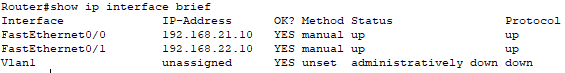 Router#show ip interface brief
Interface IP-Address OK? Method Status Protocol
FastEthernet0/0 192.168.21.10 YES manual up up
FastEthernet0/1 192.168.22.10 YES manual up up
Vlan1 unassigned YES unset administratively down down